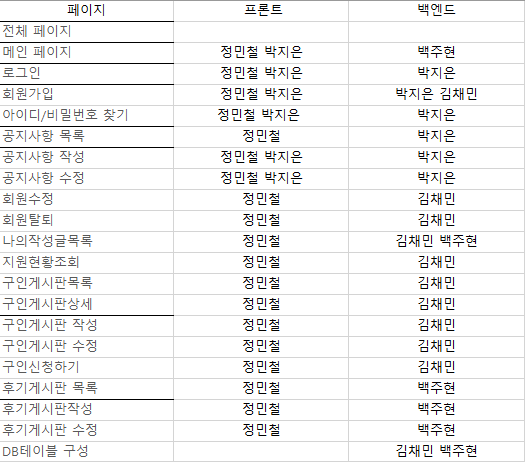 페이지 프론트 백엔드
전체 페이지
메인 페이지 정민철 박지은 백주현
로그인 정민철 박지은 박지은
회원가입 정민철 박지은 박지은 김채민
아이디/비밀번호 찾기 정민철 박지은 박지은
공지사항 목록 정민철 박지은
공지사항 작성 정민철 박지은 박지은
공지사항 수정 정민철 박지은 박지은
회원수정 정민철 김채민
회원탈퇴 정민철 김채민
나의작성글목록 정민철 김채민 백주현
지원현황조회 정민철 김채민
구인게시판목록 정민철 김채민
구인게시판상세 정민철 김채민
구인게시판 작성 정민철 김채민
구인게시판 수정 정민철 김채민
구인신청하기 정민철 김채민
후기게시판 목록 정민철 백주현
후기게시판작성 정민철 백주현
후기게시판 수정 정민철 백주현
DB테이블 구성 김채민 백주현